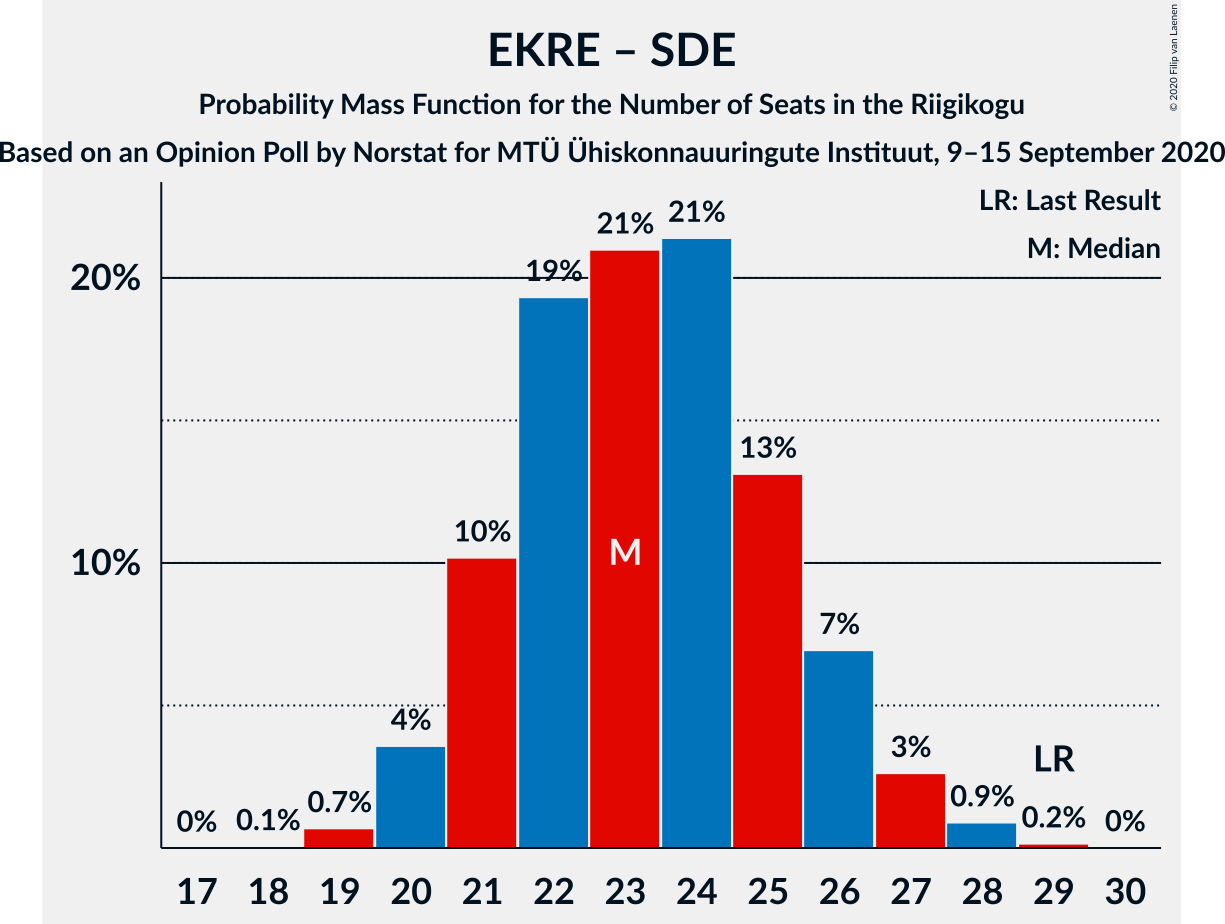 EKRE – SDE
Probability Mass Function for the Number of Seats in the Riigikogu
Based on an Opinion Poll by Norstat for MTÜ Ühiskonnauuringute Instituut, 9–15 September 2020
© 2020 Filip van Laenen
LR: Last Result
M: Median
20%
10%
0%
0.1%
0.7%
4%
10%
19%
21%
21%
13%
7%
3%
0.9%
0.2%
0%
M
LR
17 18 19 20 21 22 23 24 25 26 27 28 29 30